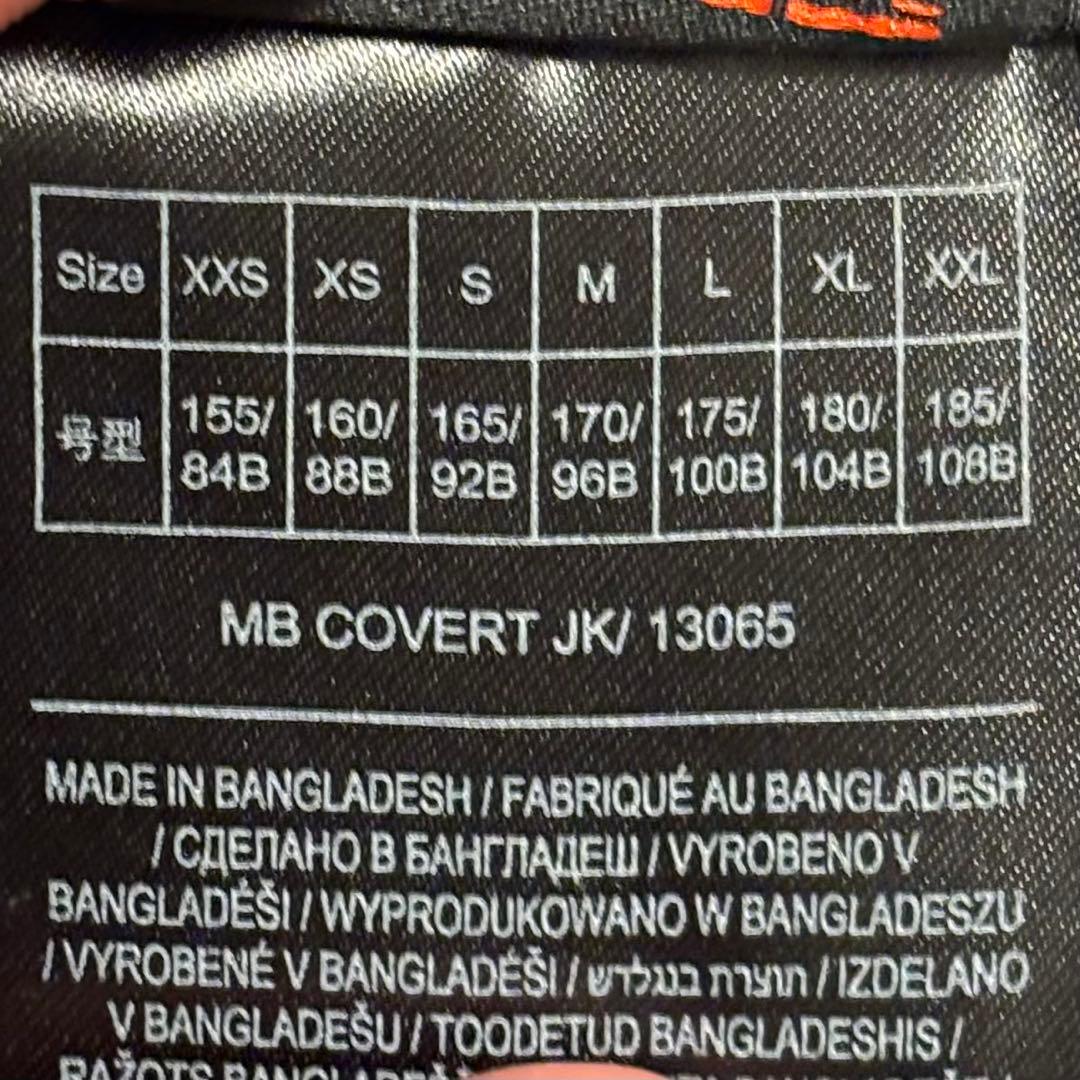 Size XXS XS S M L XL XXL
号型 155/ 160/ 165/ 170/ 175/ 180/ 185/
84B 88B 92B 96B 100B 104B 108B
MB COVERT JK/ 13065
MADE IN BANGLADESH / FABRIQUÉ AU BANGLADESH
/ СДЕЛАНО В БАНГЛАДЕШ / VYROBENO V
BANGLADÉŠI / WYPRODUKOWANO W BANGLADESZU
/ VYROBENÉ V BANGLADÉŠI / תוצרת בנגלדש / IZDELANO
V BANGLADEŠU / TOODETUD BANGLADESHIS /
RAŽOTS